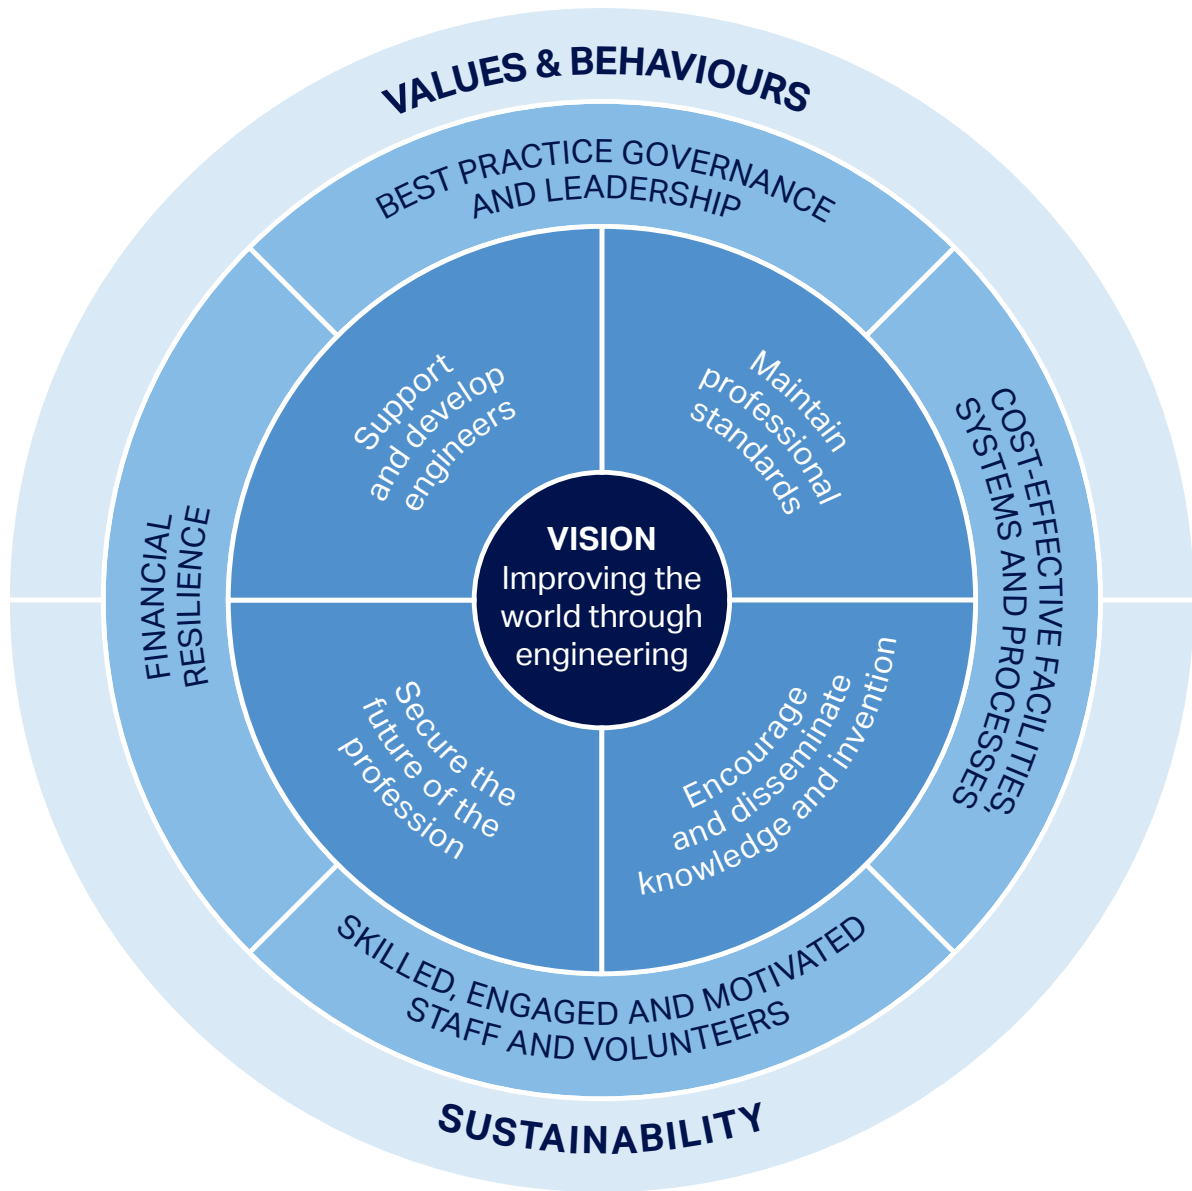 VALUES & BEHAVIOURS
BEST PRACTICE GOVERNANCE
AND LEADERSHIP
Support
and develop
engineers
Maintain
professional
standards
FINANCIAL
RESILIENCE
VISION
Improving the
world through
engineering
COST-EFFECTIVE FACILITIES,
SYSTEMS AND PROCESSES
Secure the
future of the
profession
Encourage
and disseminate
knowledge and invention
SKILLED, ENGAGED AND MOTIVATED
STAFF AND VOLUNTEERS
SUSTAINABILITY